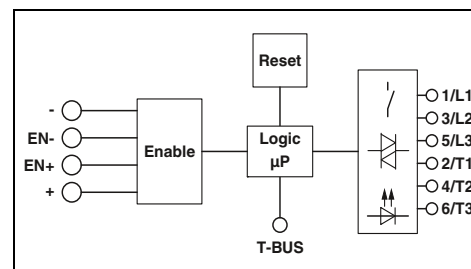 Reset
-
EN-
EN+
+
Enable
Logic
µP
T-BUS
1/L1
3/L2
5/L3
2/T1
4/T2
6/T3